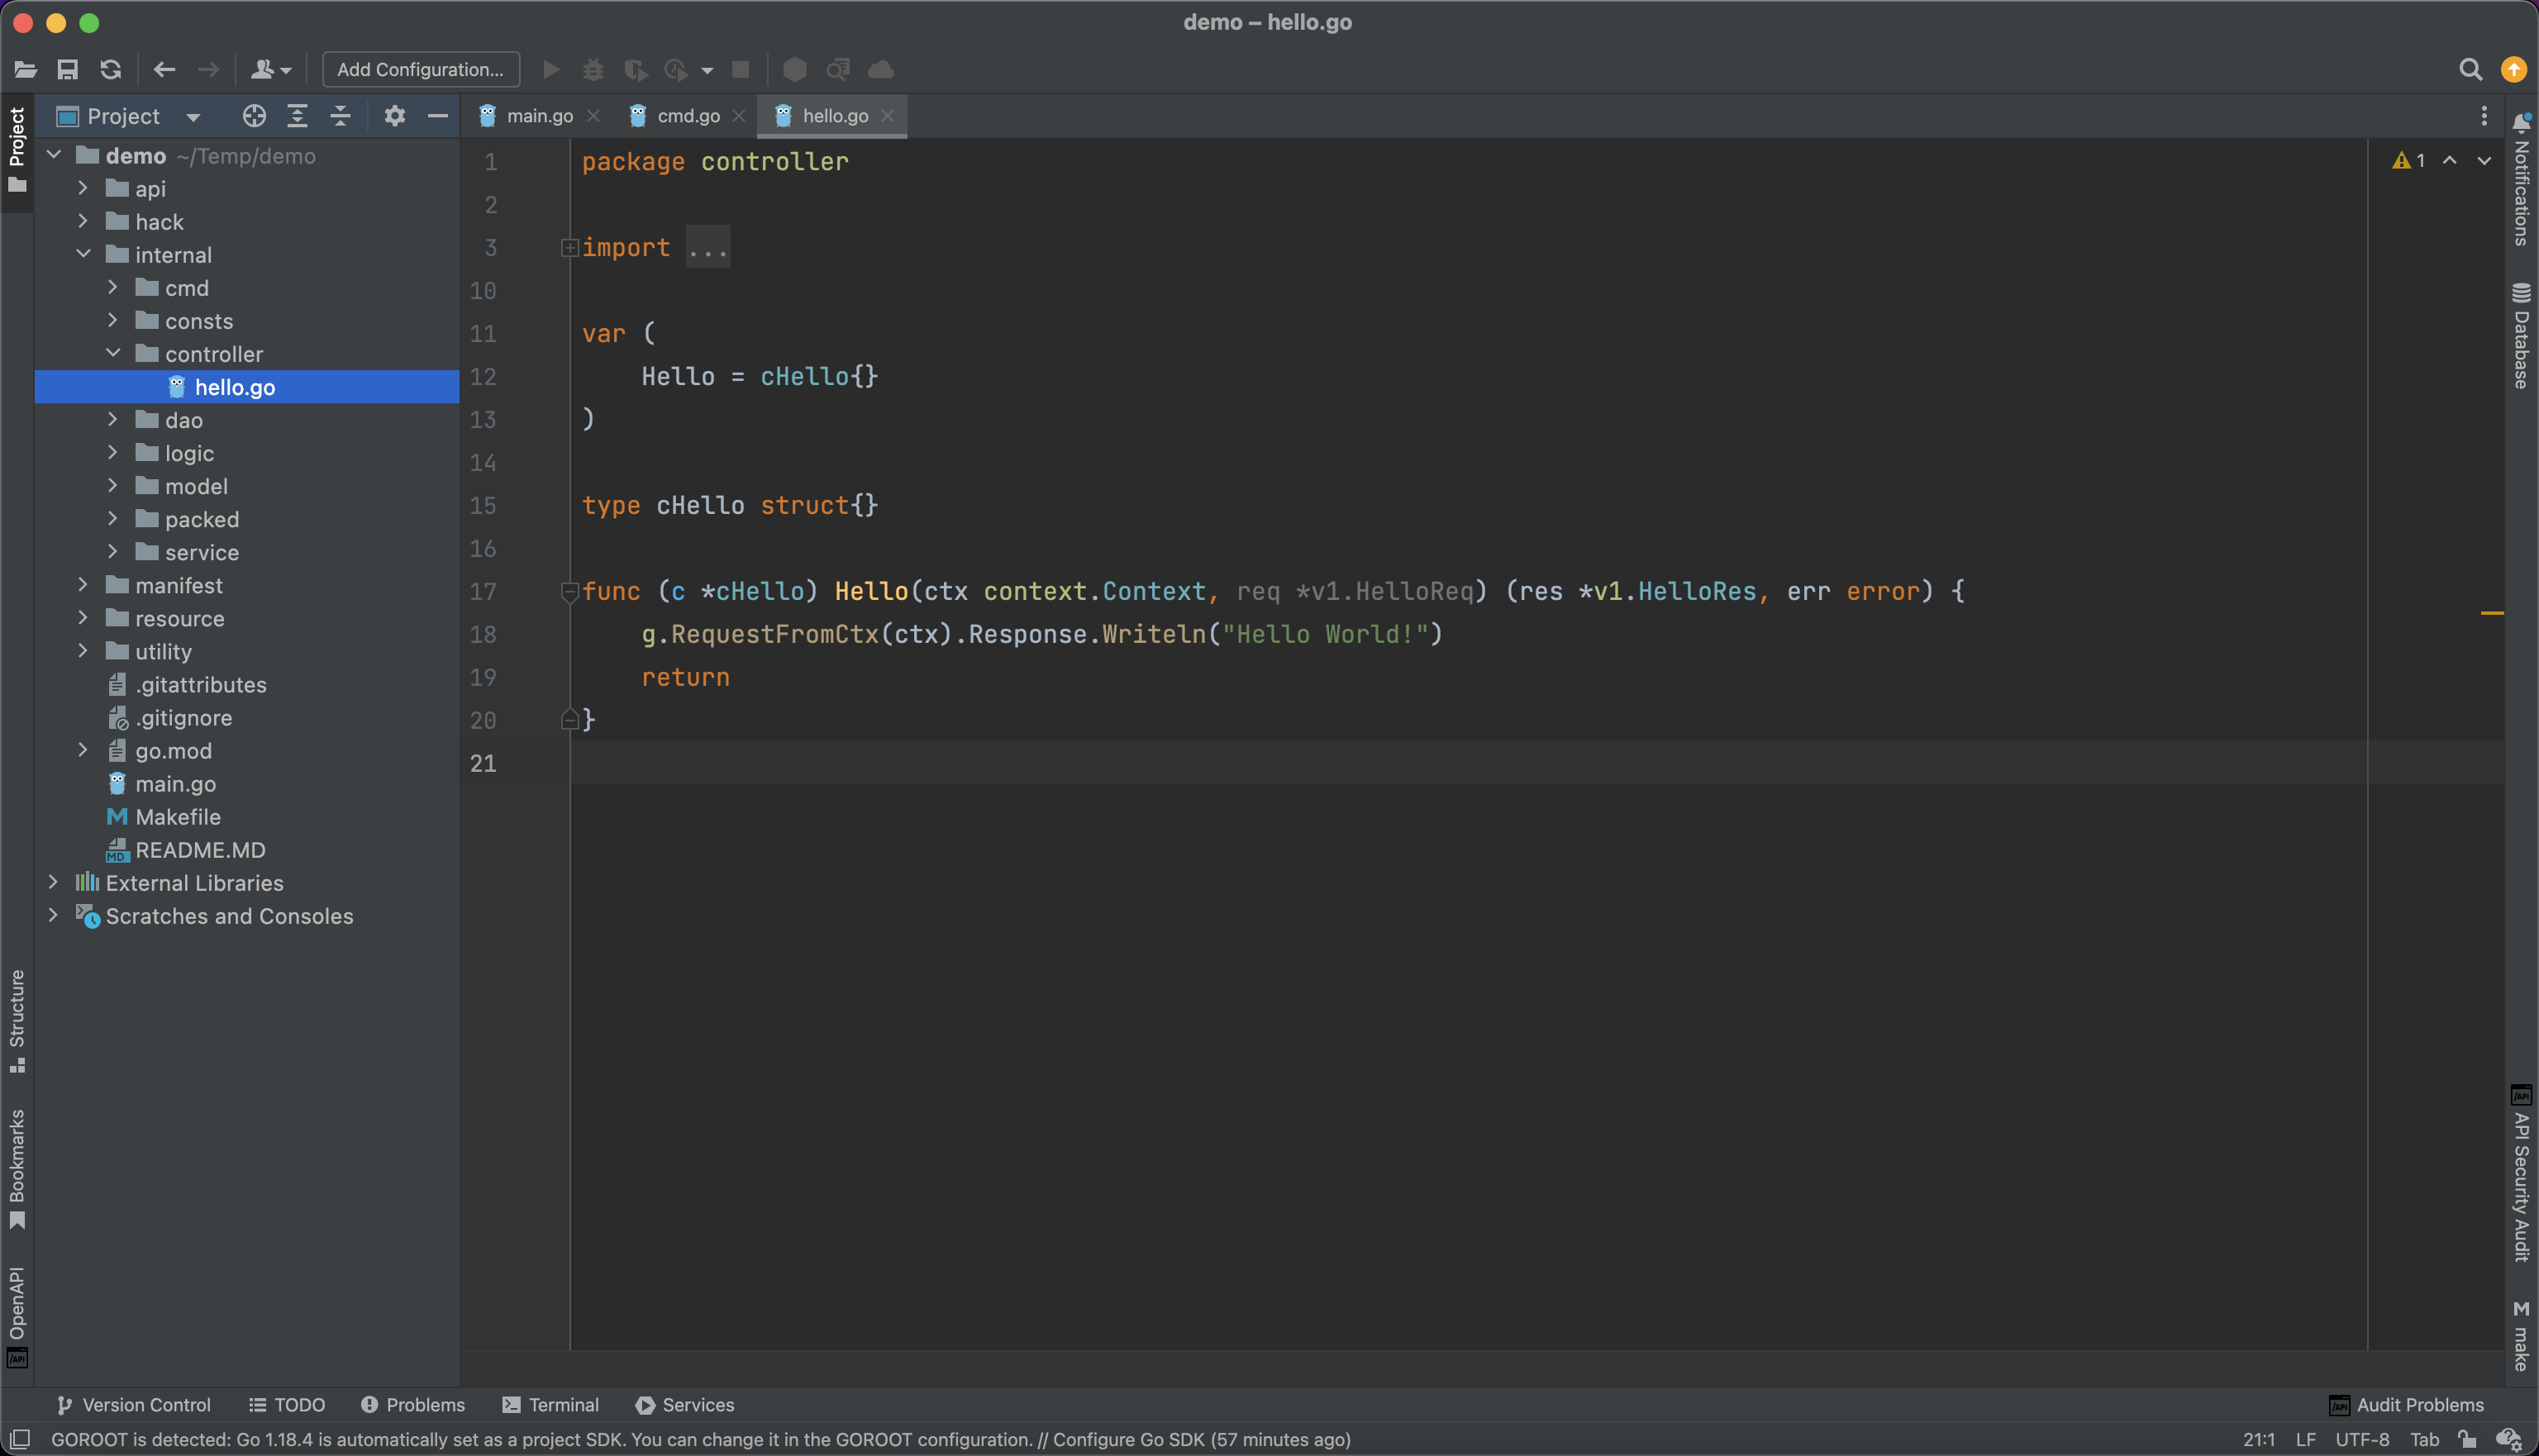 demo – hello.go
Add Configuration...
Project
Project
main.go
cmd.go
hello.go
demo ~/Temp/demo
api
hack
internal
cmd
consts
controller
hello.go
dao
logic
model
packed
service
manifest
resource
utility
.gitattributes
.gitignore
go.mod
main.go
M Makefile
MD README.MD
External Libraries
Scratches and Consoles
Structure
Bookmarks
OpenAPI
/API
1 package controller
2
3 import ...
10
11 var (
12 Hello = cHello{}
13 )
14
15 type cHello struct{}
16
17 func (c *cHello) Hello(ctx context.Context, req *v1.HelloReq) (res *v1.HelloRes, err error) {
18 g.RequestFromCtx(ctx).Response.Writeln("Hello World!")
19 return
20 }
21
1
Notifications
Database
/API
API Security Audit
M make
Version Control
TODO
Problems
Terminal
Services
/API Audit Problems
GOROOT is detected: Go 1.18.4 is automatically set as a project SDK. You can change it in the GOROOT configuration. // Configure Go SDK (57 minutes ago)
21:1 LF UTF-8 Tab